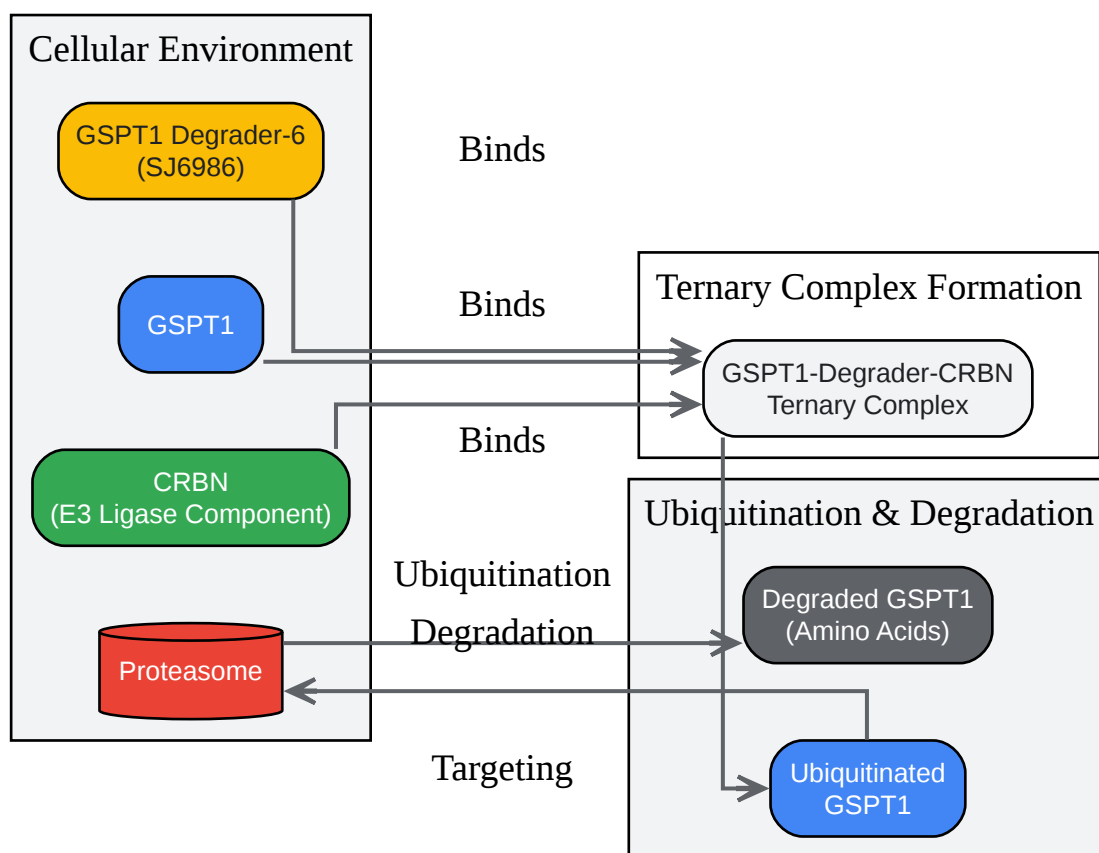 Cellular Environment
GSPT1 Degrader-6
(SJ6986)
Binds
GSPT1
Binds
Ternary Complex Formation
GSPT1-Degrader-CRBN
Ternary Complex
Binds
CRBN
(E3 Ligase Component)
Ubiquitination & Degradation
Ubiquitination
Degraded GSPT1
(Amino Acids)
Degradation
Proteasome
Targeting
Ubiquitinated
GSPT1